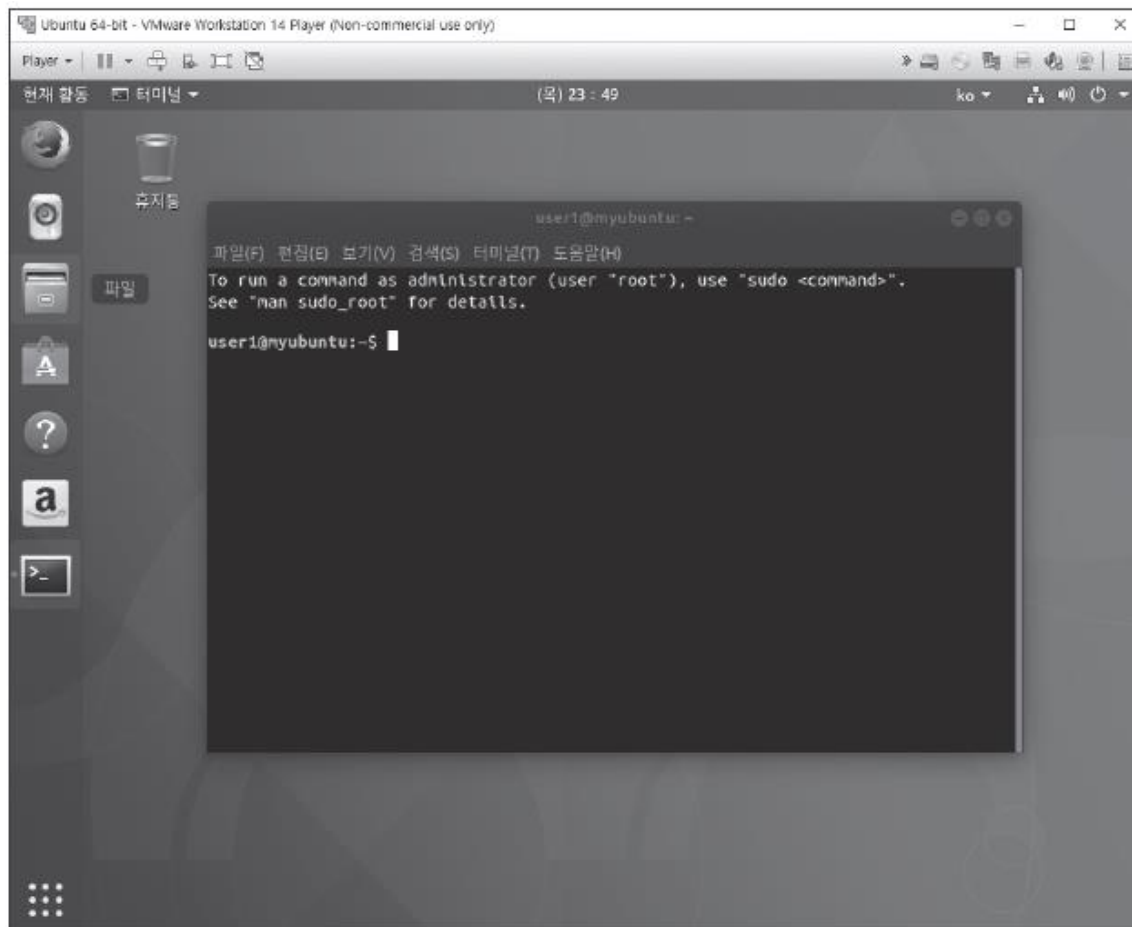 Ubuntu 64-bit - VMware Workstation 14 Player (Non-commercial use only)
Player
현재 활동 터미널 (목) 23 : 49 ko
휴지통
user1@myubuntu: ~
파일(F) 편집(E) 보기(V) 검색(S) 터미널(T) 도움말(H)
파일
To run a command as administrator (user "root"), use "sudo <command>".
See "man sudo_root" for details.
user1@myubuntu:~$